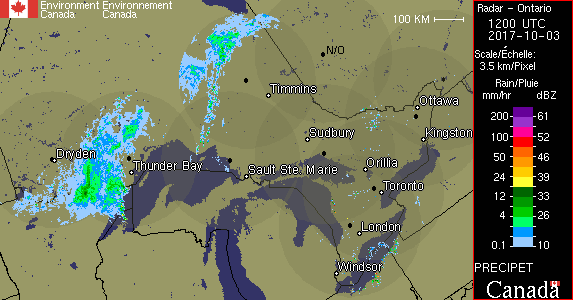 Environment Environnement
Canada Canada
100 KM
N/O
Timmins
Ottawa
Sudbury
Kingston
Dryden
Thunder Bay
Sault Ste. Marie
Orillia
Toronto
London
Windsor
Radar - Ontario
1200 UTC
2017-10-03
Scale/Échelle:
3.5 km/Pixel
Rain/Pluie
mm/hr dBZ
200 61
100 52
50 46
24 39
12 33
4 26
0.1 10
PRECIPET
Canada